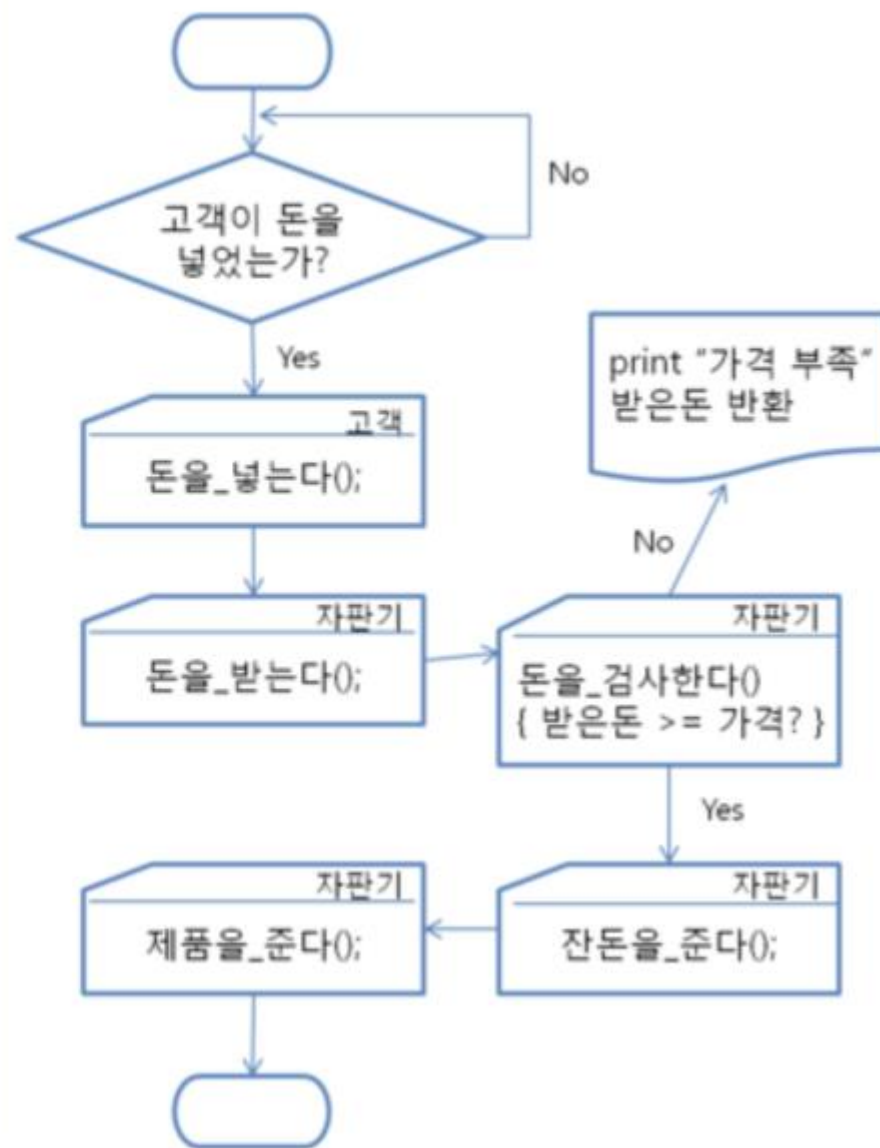 No
고객이 돈을
넣었는가?
Yes
고객
돈을_넣는다();
자판기
돈을_받는다();
print "가격 부족"
받은돈 반환
No
자판기
돈을_검사한다()
{ 받은돈 >= 가격? }
Yes
자판기
잔돈을_준다();
자판기
제품을_준다();